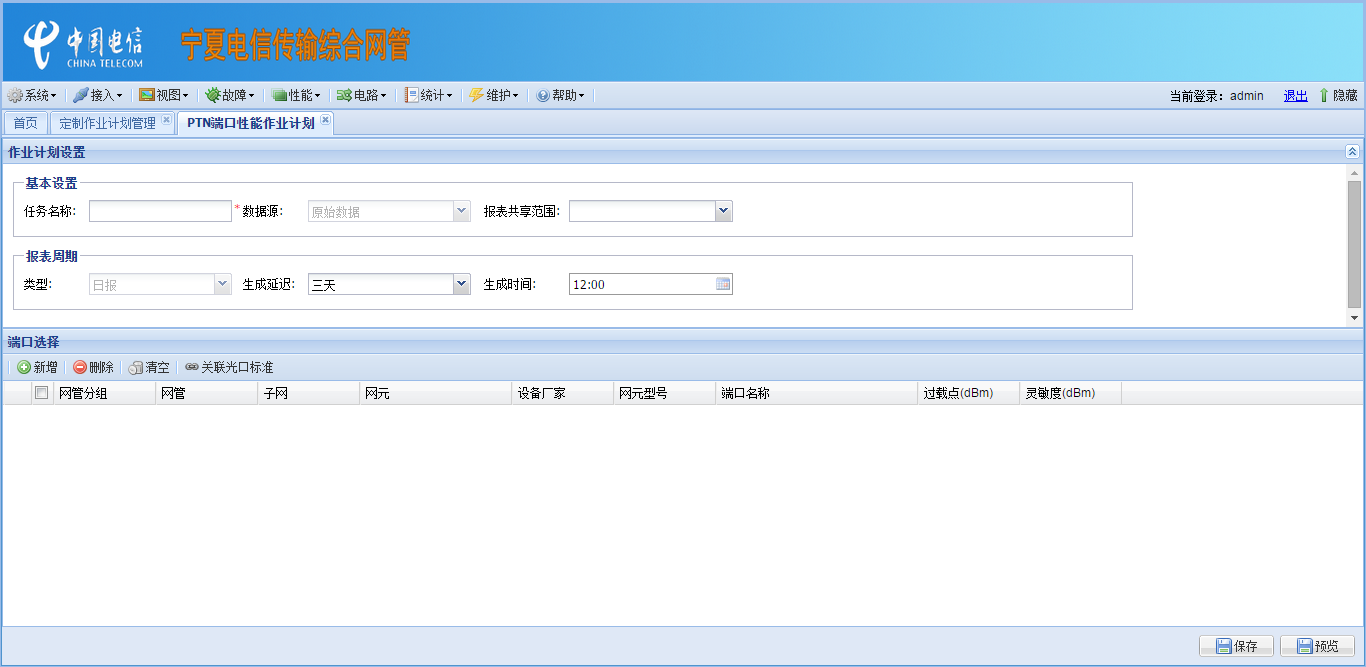 中国电信
CHINA TELECOM
宁夏电信传输综合网管
系统 接入 视图 故障 性能 电路 统计 维护 帮助 当前登录：admin 退出 隐藏
首页 定制作业计划管理 PTN端口性能作业计划
作业计划设置
基本设置
任务名称: * 数据源: 原始数据 报表共享范围:
报表周期
类型: 日报 生成延迟: 三天 生成时间: 12:00
端口选择
新增 删除 清空 关联光口标准
网管分组 网管 子网 网元 设备厂家 网元型号 端口名称 过载点(dBm) 灵敏度(dBm)
保存 预览